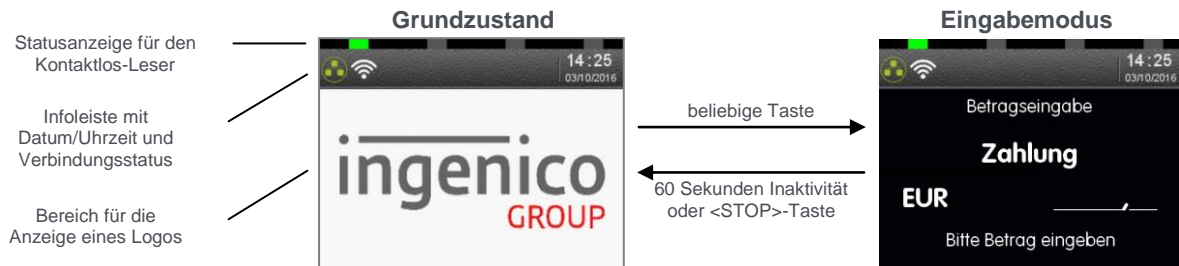 Grundzustand
Eingabemodus
Statusanzeige für den
Kontaktlos-Leser
Infoleiste mit
Datum/Uhrzeit und
Verbindungsstatus
Bereich für die
Anzeige eines Logos
14:25
03/10/2016
ingenico
GROUP
beliebige Taste
60 Sekunden Inaktivität
oder <STOP>-Taste
14:25
03/10/2016
Betragseingabe
Zahlung
EUR ______,__
Bitte Betrag eingeben